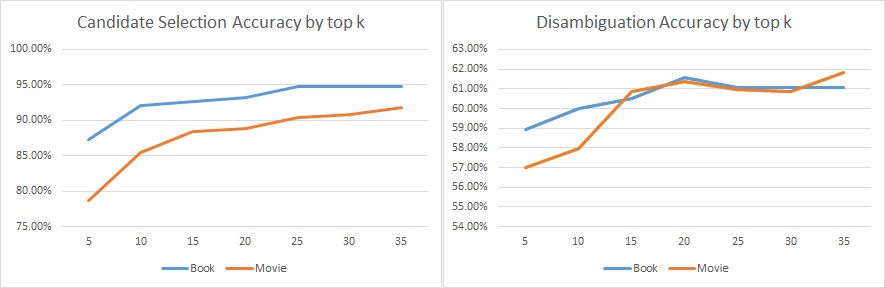 Candidate Selection Accuracy by top k
100.00%
95.00%
90.00%
85.00%
80.00%
75.00%
5 10 15 20 25 30 35
Book Movie
Disambiguation Accuracy by top k
63.00%
62.00%
61.00%
60.00%
59.00%
58.00%
57.00%
56.00%
55.00%
54.00%
5 10 15 20 25 30 35
Book Movie